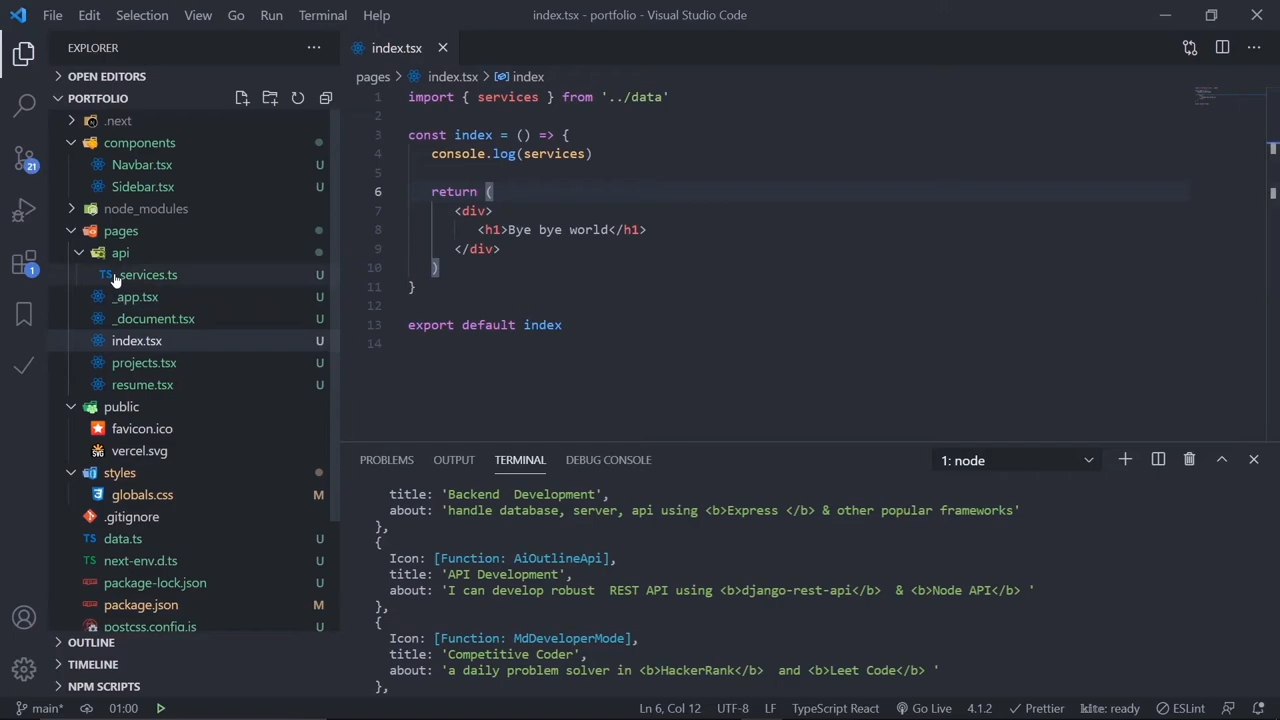 File Edit Selection View Go Run Terminal Help index.tsx - portfolio - Visual Studio Code
EXPLORER
OPEN EDITORS
PORTFOLIO
.next
components
Navbar.tsx U
Sidebar.tsx U
node_modules
pages
api
TS services.ts U
_app.tsx U
_document.tsx U
index.tsx U
projects.tsx U
resume.tsx U
public
favicon.ico
vercel.svg
styles
globals.css M
.gitignore
TS data.ts U
TS next-env.d.ts U
package-lock.json U
package.json M
postcss.config.js U
OUTLINE
TIMELINE
NPM SCRIPTS
21
1
index.tsx
pages > index.tsx > index
1 import { services } from '../data'
2
3 const index = () => {
4 console.log(services)
5
6 return (
7 <div>
8 <h1>Bye bye world</h1>
9 </div>
10 )
11 }
12
13 export default index
14
PROBLEMS OUTPUT TERMINAL DEBUG CONSOLE 1: node
title: 'Backend  Development',
about: 'handle database, server, api using <b>Express </b> & other popular frameworks'
},
{
Icon: [Function: AiOutlineApi],
title: 'API Development',
about: 'I can develop robust  REST API using <b>django-rest-api</b>  & <b>Node API</b> '
},
{
Icon: [Function: MdDeveloperMode],
title: 'Competitive Coder',
about: 'a daily problem solver in <b>HackerRank</b>  and <b>Leet Code</b> '
},
main* 01:00 Ln 6, Col 12 UTF-8 LF TypeScript React Go Live 4.1.2 Prettier kite: ready ESLint